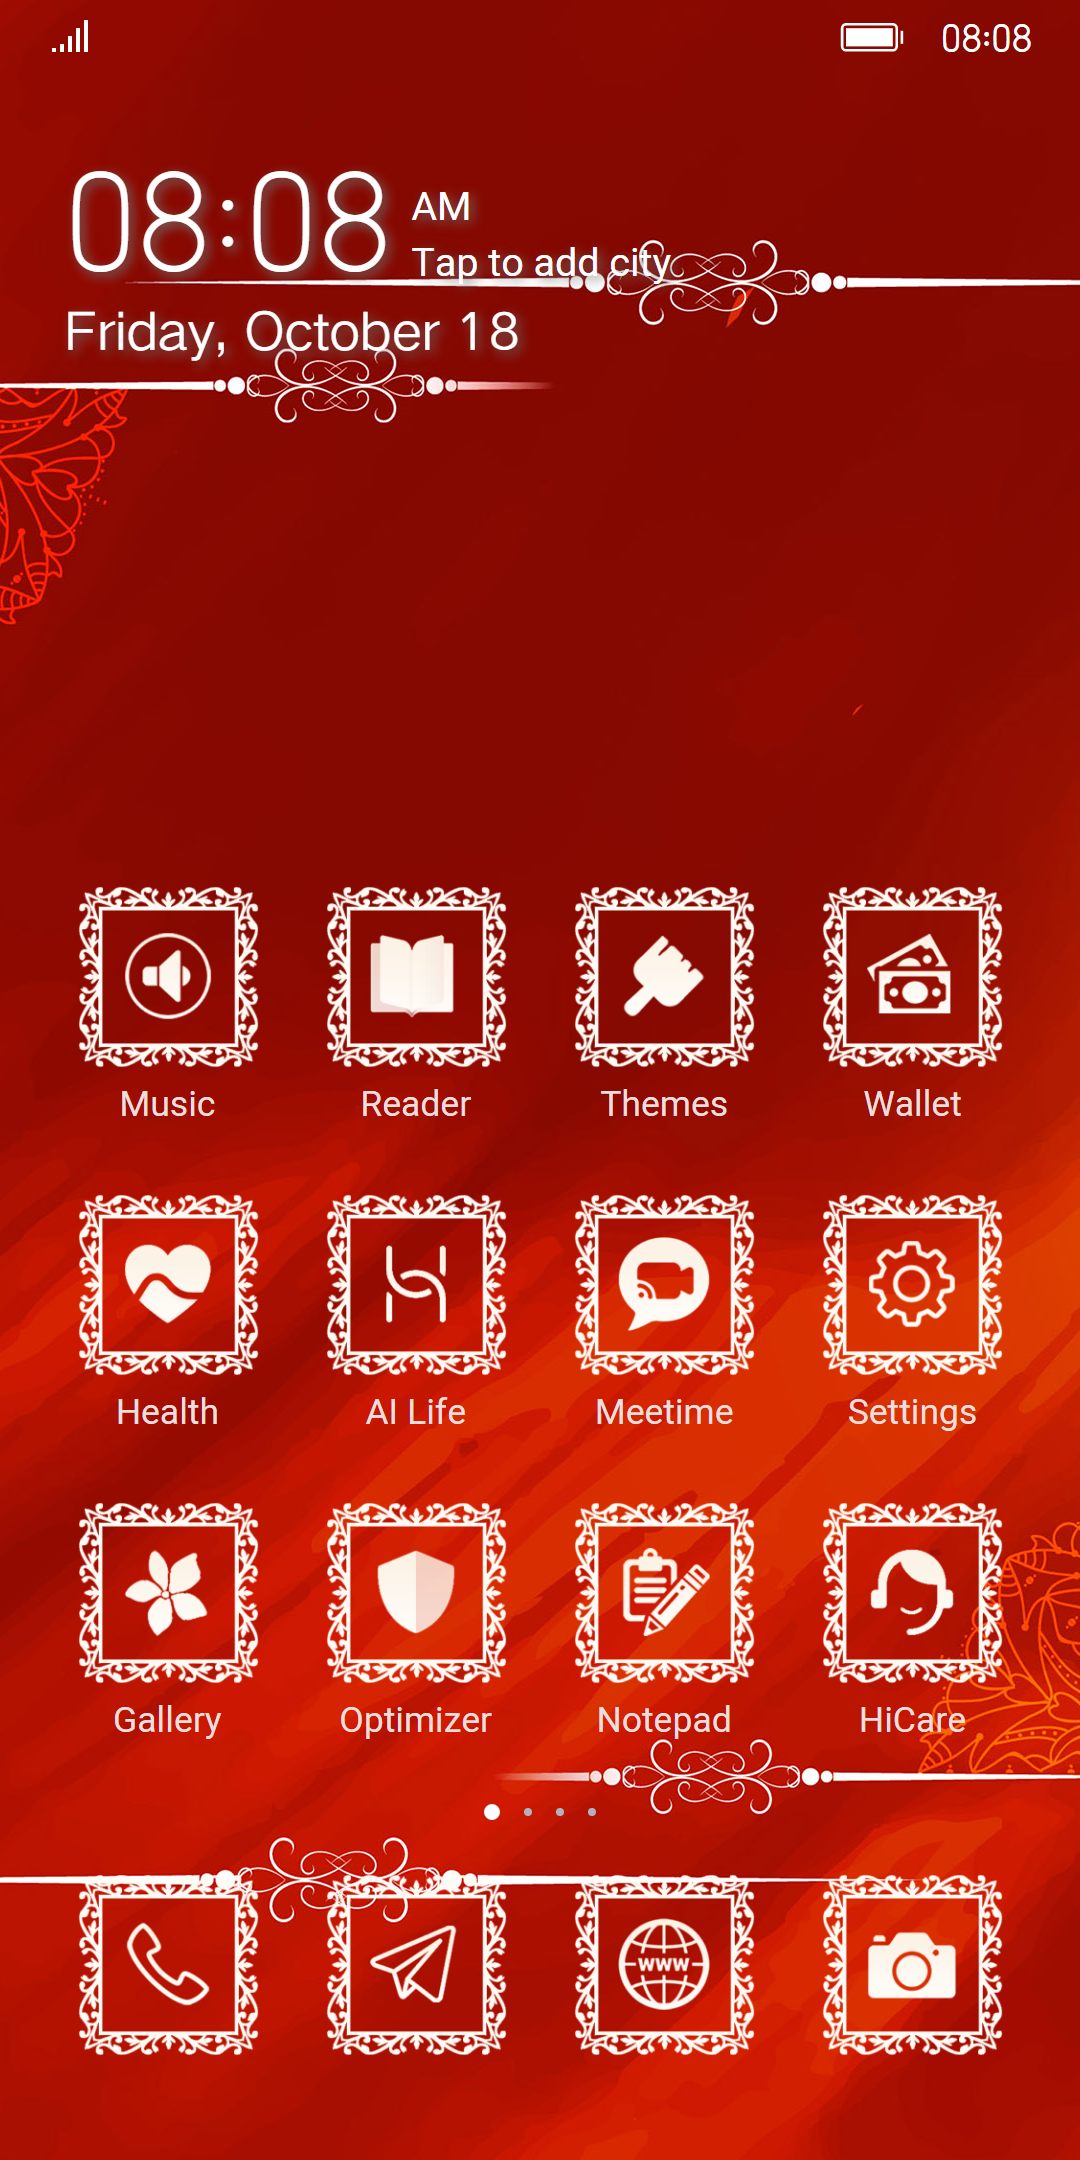 08:08
08:08 AM
Tap to add city
Friday, October 18
Music Reader Themes Wallet
Health AI Life Meetime Settings
Gallery Optimizer Notepad HiCare
WWW